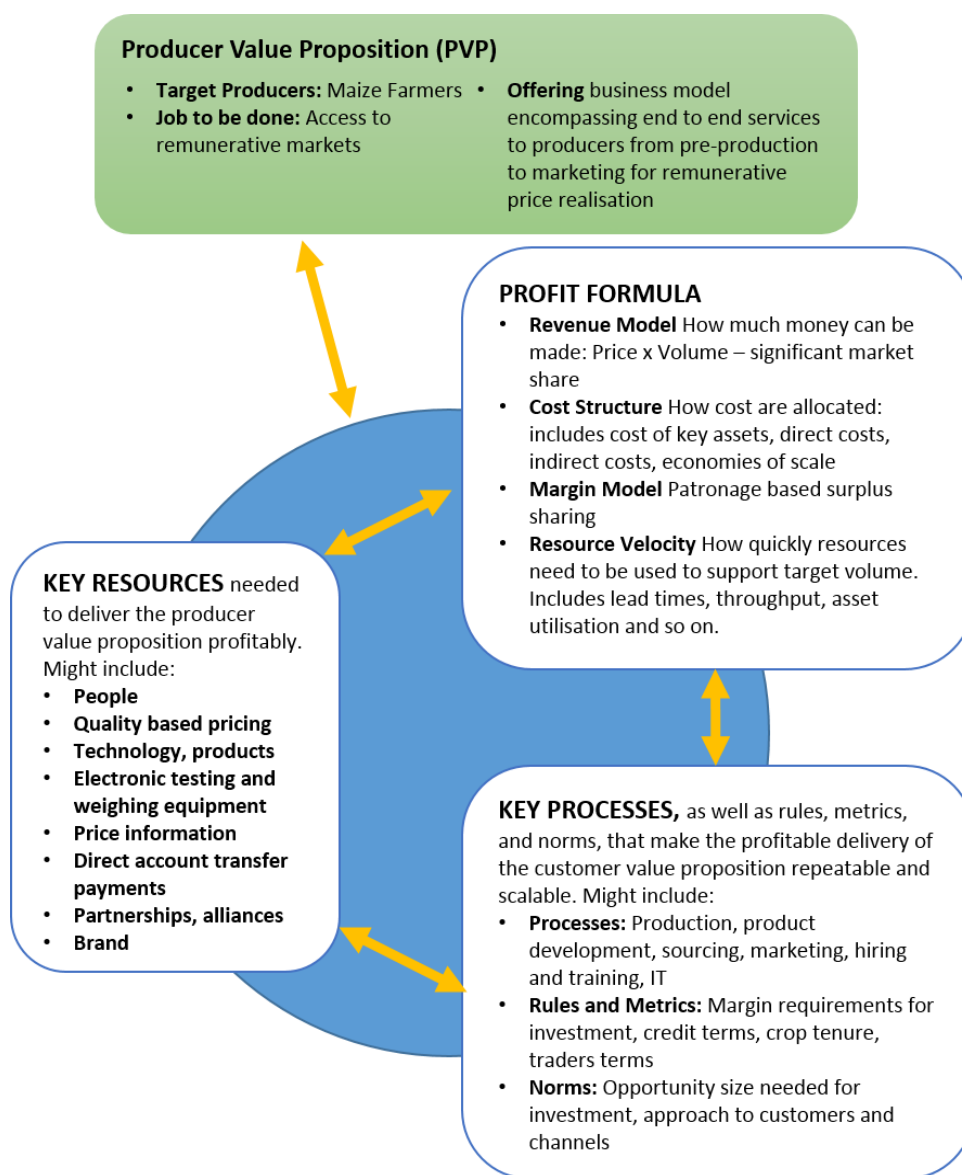 Producer Value Proposition (PVP)
• Target Producers: Maize Farmers
• Job to be done: Access to
remunerative markets
• Offering business model
encompassing end to end services
to producers from pre-production
to marketing for remunerative
price realisation
PROFIT FORMULA
• Revenue Model How much money can be
made: Price x Volume – significant market
share
• Cost Structure How cost are allocated:
includes cost of key assets, direct costs,
indirect costs, economies of scale
• Margin Model Patronage based surplus
sharing
• Resource Velocity How quickly resources
need to be used to support target volume.
Includes lead times, throughput, asset
utilisation and so on.
KEY RESOURCES needed
to deliver the producer
value proposition profitably.
Might include:
• People
• Quality based pricing
• Technology, products
• Electronic testing and
weighing equipment
• Price information
• Direct account transfer
payments
• Partnerships, alliances
• Brand
KEY PROCESSES, as well as rules, metrics,
and norms, that make the profitable delivery of
the customer value proposition repeatable and
scalable. Might include:
• Processes: Production, product
development, sourcing, marketing, hiring
and training, IT
• Rules and Metrics: Margin requirements for
investment, credit terms, crop tenure,
traders terms
• Norms: Opportunity size needed for
investment, approach to customers and
channels